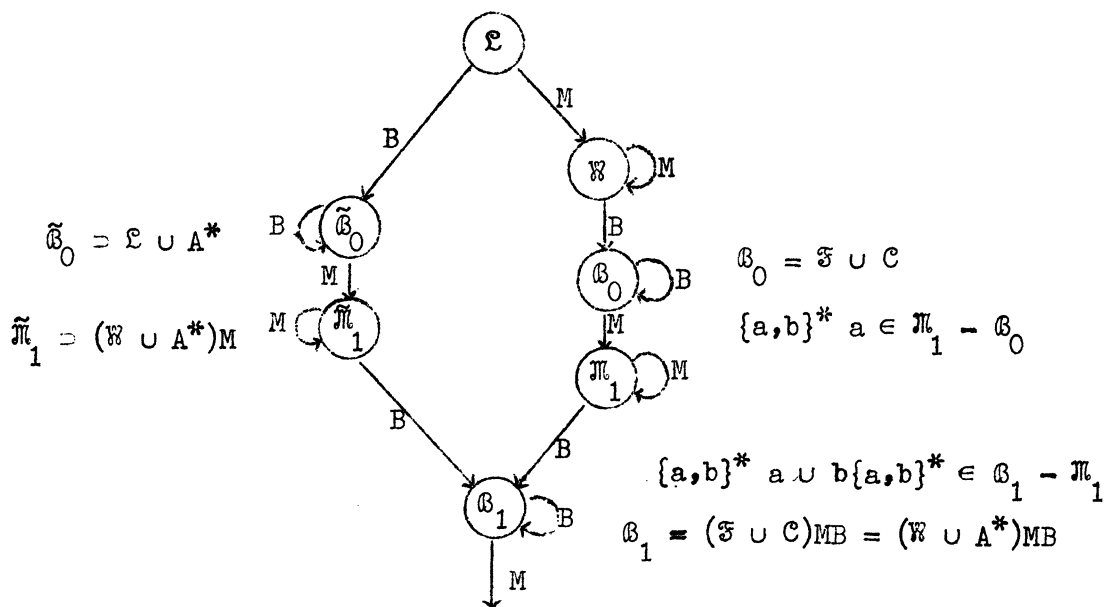 𝔏
M
B
𝔚
M
B
B
𝔅̃₀
𝔅̃₀ ⊃ 𝔏 ∪ A*
𝔅₀
B
𝔅₀ = 𝔉 ∪ ℭ
M
M
M
𝔐̃₁
𝔐̃₁ ⊃ (𝔚 ∪ A*)M
{a,b}* a ∈ 𝔐₁ - 𝔅₀
𝔐₁
M
B
B
{a,b}* a ∪ b{a,b}* ∈ 𝔅₁ - 𝔐₁
𝔅₁
B
𝔅₁ = (𝔉 ∪ ℭ)MB = (𝔚 ∪ A*)MB
M